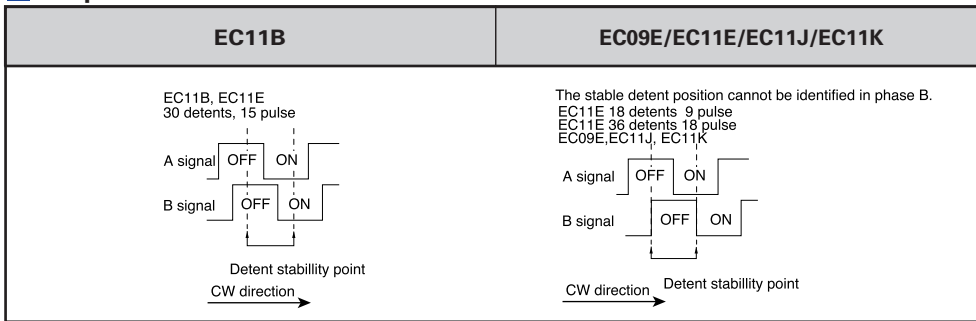 EC11B
EC09E/EC11E/EC11J/EC11K
EC11B, EC11E
30 detents, 15 pulse
A signal OFF ON
B signal OFF ON
Detent stabillity point
CW direction
The stable detent position cannot be identified in phase B.
EC11E 18 detents 9 pulse
EC11E 36 detents 18 pulse
EC09E,EC11J, EC11K
A signal OFF ON
B signal OFF ON
Detent stabillity point
CW direction